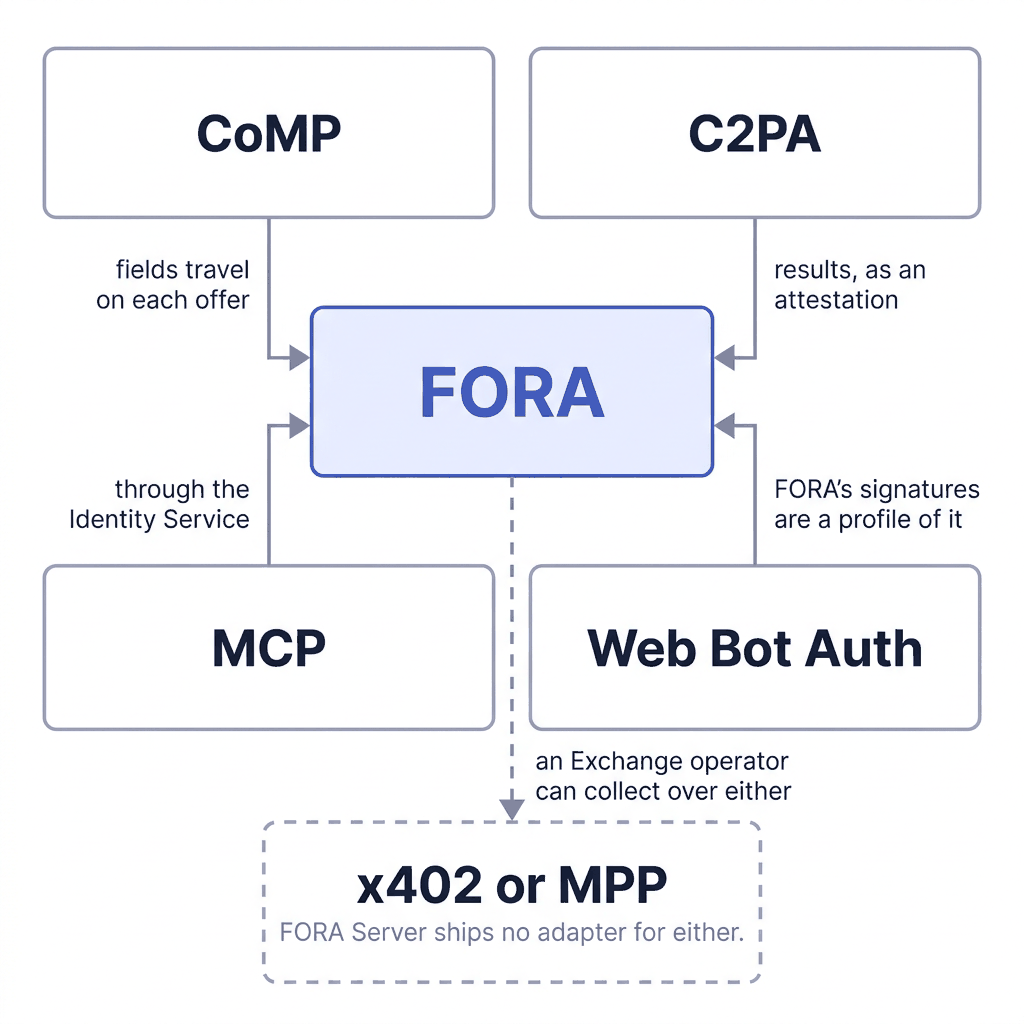 CoMP
C2PA
fields travel
on each offer
results, as an
attestation
FORA
through the
Identity Service
FORA’s signatures
are a profile of it
MCP
Web Bot Auth
an Exchange operator
can collect over either
x402 or MPP
FORA Server ships no adapter for either.